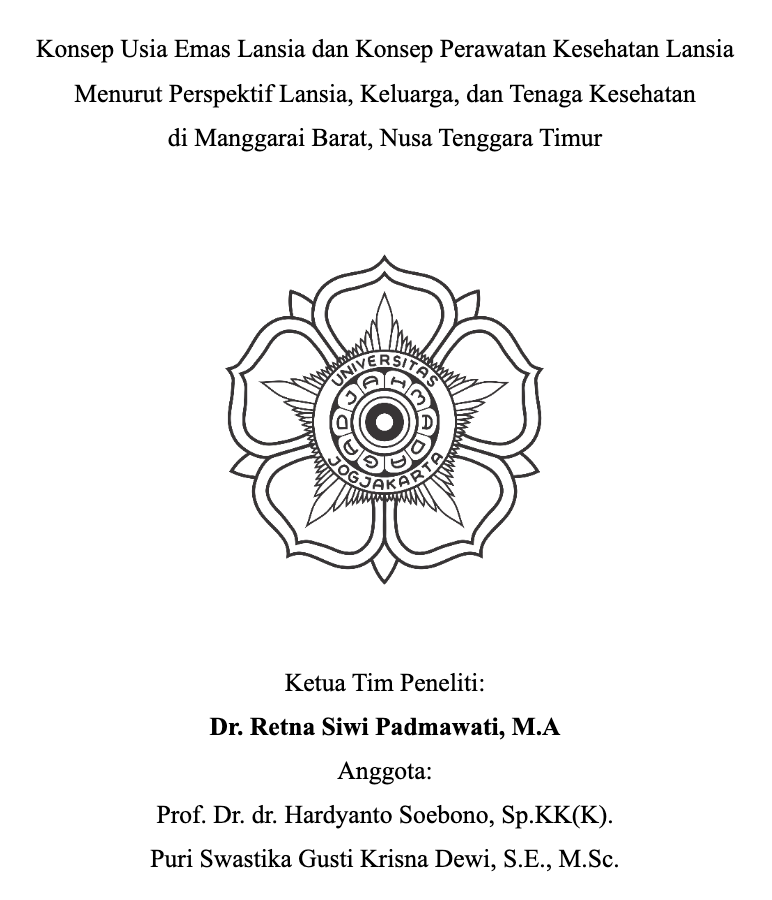 Konsep Usia Emas Lansia dan Konsep Perawatan Kesehatan Lansia
Menurut Perspektif Lansia, Keluarga, dan Tenaga Kesehatan
di Manggarai Barat, Nusa Tenggara Timur
UNIVERSITAS
GADJAHMADA
JOGJAKARTA
Ketua Tim Peneliti:
Dr. Retna Siwi Padmawati, M.A
Anggota:
Prof. Dr. dr. Hardyanto Soebono, Sp.KK(K).
Puri Swastika Gusti Krisna Dewi, S.E., M.Sc.